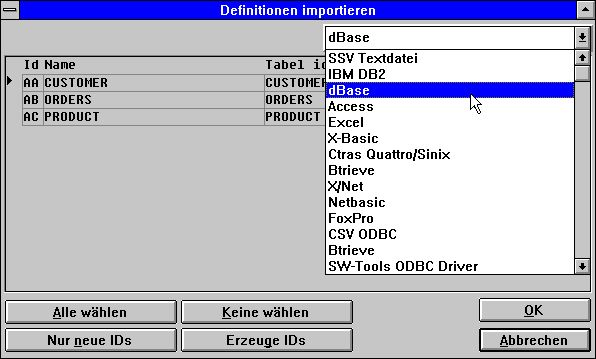 Definitionen importieren
dBase
Id Name Tabel id
AA CUSTOMER CUSTOME
AB ORDERS ORDERS
AC PRODUCT PRODUCT
SSV Textdatei
IBM DB2
dBase
Access
Excel
X-Basic
Ctras Quattro/Sinix
Btrieve
X/Net
Netbasic
FoxPro
CSV ODBC
Btrieve
SW-Tools ODBC Driver
Alle wählen Keine wählen OK
Nur neue IDs Erzeuge IDs Abbrechen